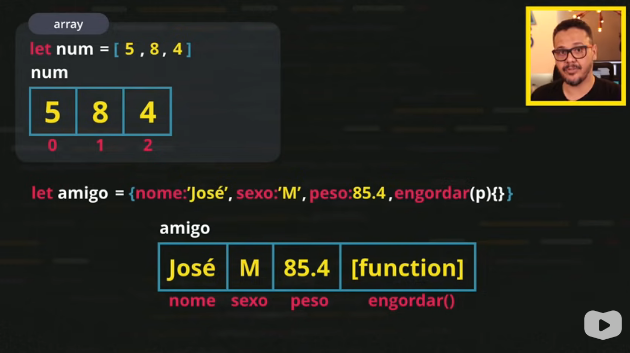 array
let num = [ 5 , 8 , 4 ]
num
5 8 4
0 1 2
let amigo = {nome:'José', sexo:'M', peso:85.4, engordar(p){}}
amigo
José M 85.4 [function]
nome sexo peso engordar()